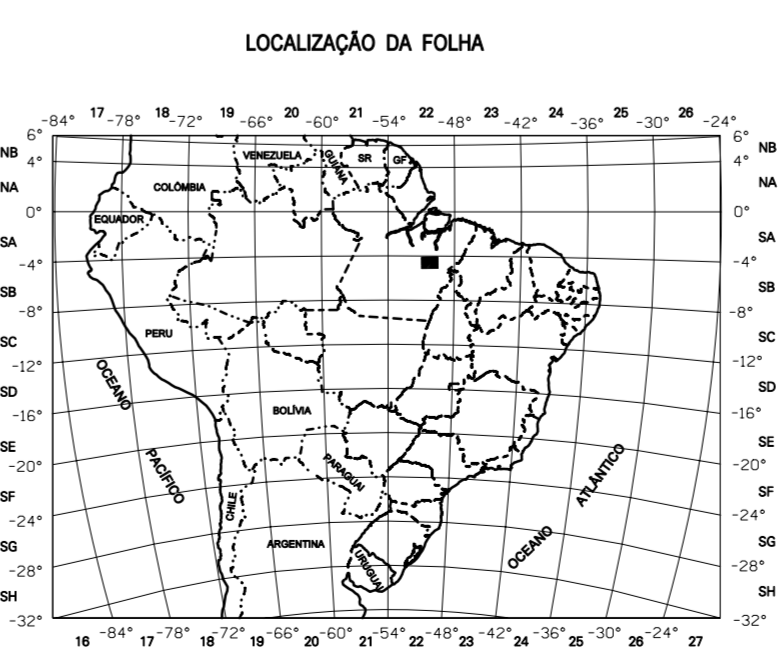 LOCALIZAÇÃO DA FOLHA
17 18 19 20 21 22 23 24 25 26
-84° -78° -72° -66° -60° -54° -48° -42° -36° -30° -24°
6° 6°
NB NB
4° 4°
VENEZUELA GUIANA SR GF
NA NA
COLÔMBIA
0° 0°
EQUADOR
SA SA
-4° -4°
SB SB
-8° -8°
PERU
SC SC
-12° -12°
OCEANO
SD SD
-16° -16°
BOLÍVIA
SE SE
-20° -20°
PACÍFICO
PARAGUAI
ATLÂNTICO
SF SF
CHILE
-24° -24°
SG SG
ARGENTINA
OCEANO
-28° -28°
URUGUAI
SH SH
-32° -32°
-84° -78° -72° -66° -60° -54° -48° -42° -36° -30° -24°
16 17 18 19 20 21 22 23 24 25 26 27